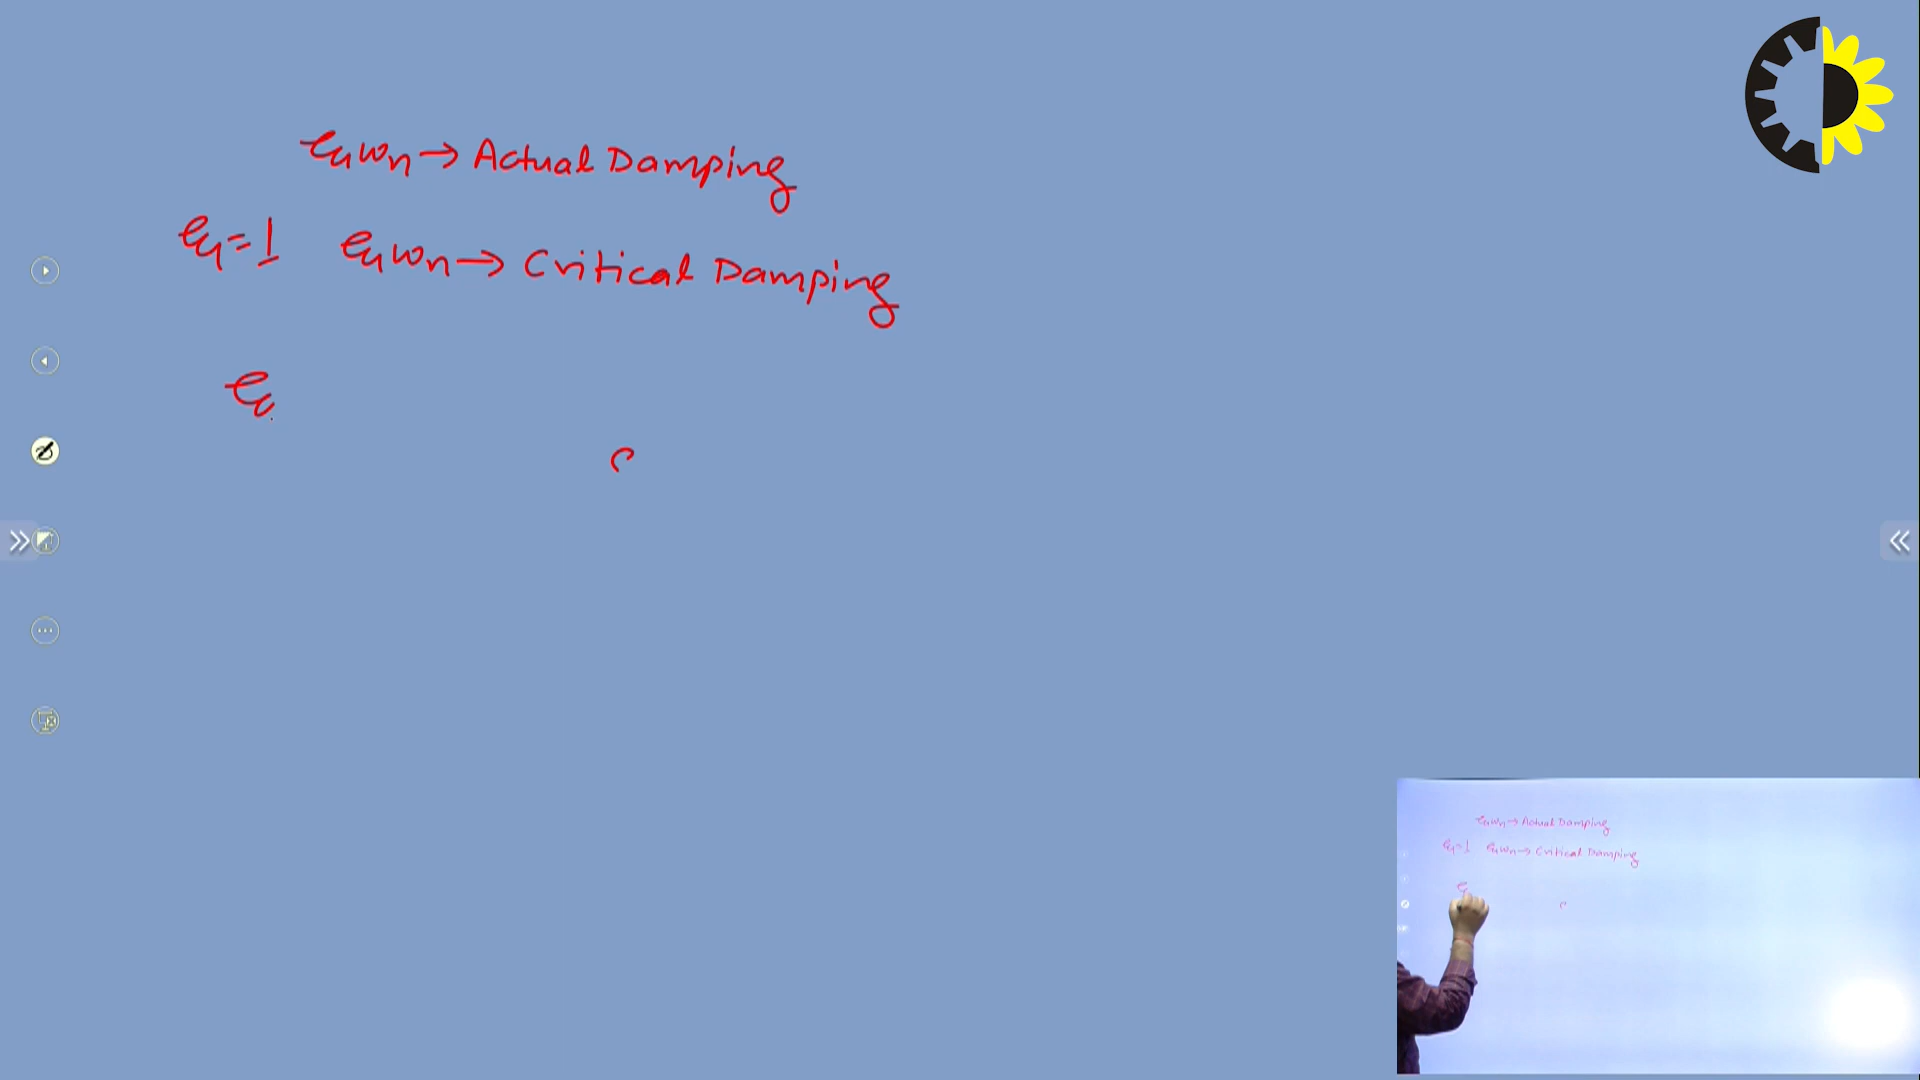 ξωn → Actual Damping
ξ=1 ξωn → Critical Damping
ξ